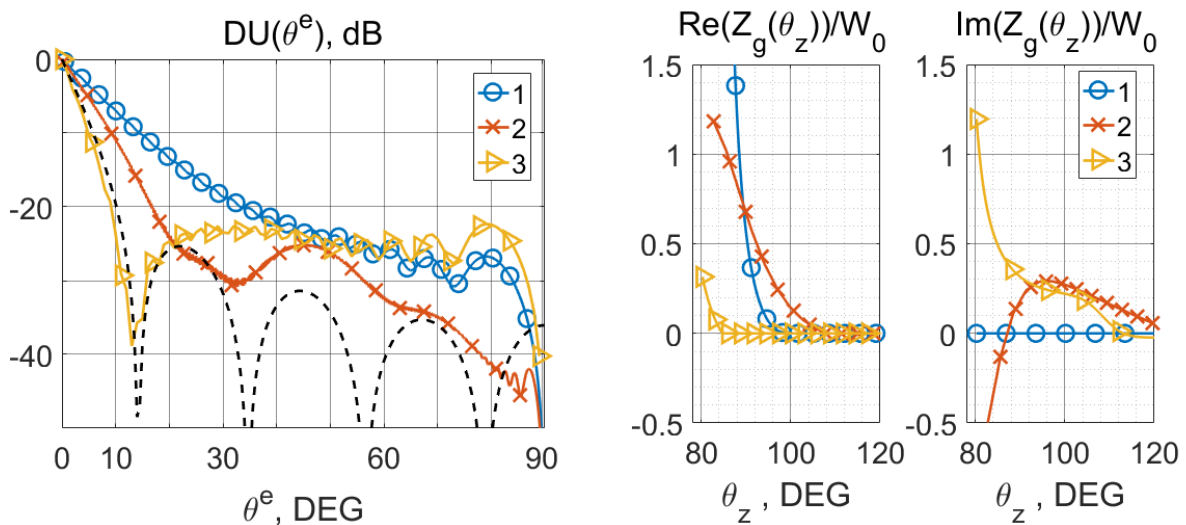 DU(θ^e), dB
0
-20
-40
0 10 30 60 90
θ^e, DEG
1
2
3
Re(Z_g(θ_z))/W_0
1.5
1
0.5
0
-0.5
80 100 120
θ_z , DEG
Im(Z_g(θ_z))/W_0
1.5
1
0.5
0
-0.5
80 100 120
θ_z , DEG
1
2
3